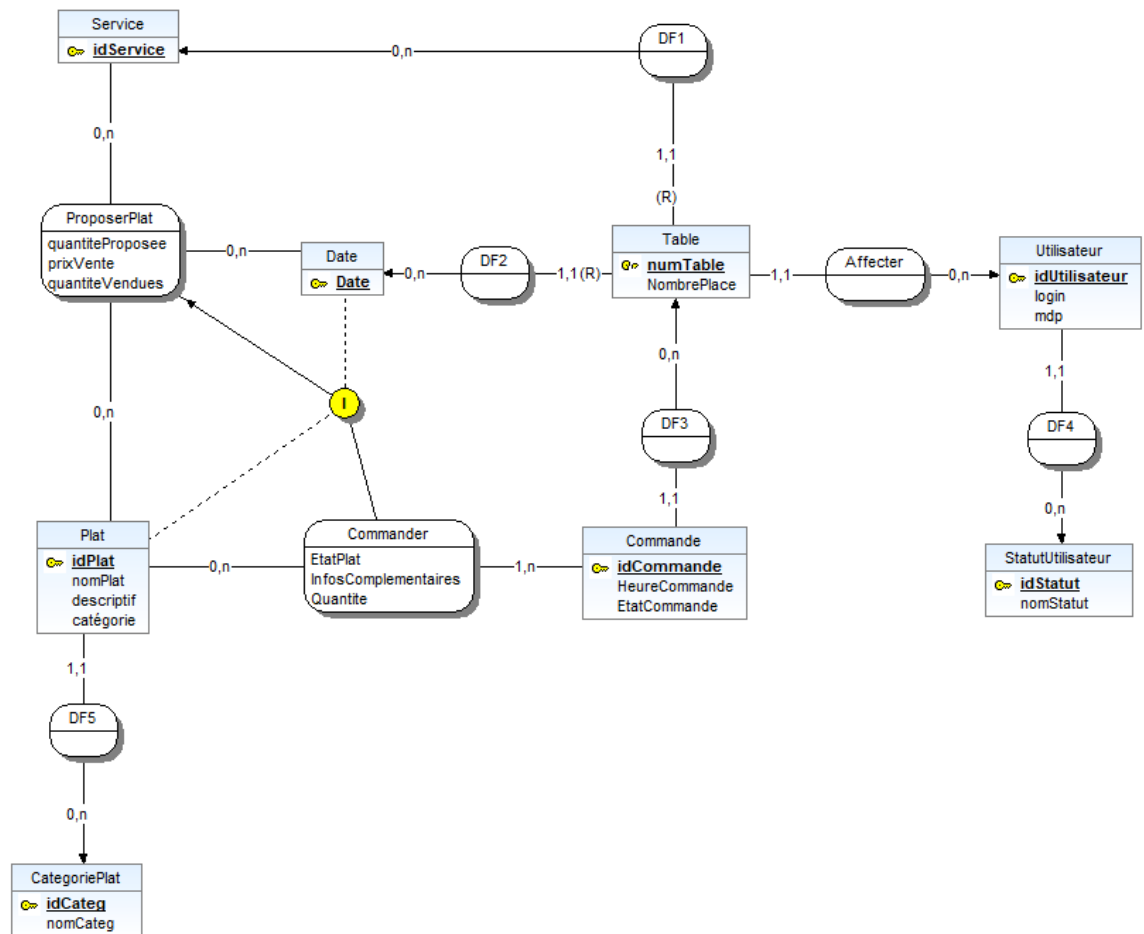 Service
idService
DF1
0,n
0,n
1,1
(R)
ProposerPlat
quantiteProposee
prixVente
quantiteVendues
0,n
Date
Date
0,n
DF2
1,1(R)
Table
numTable
NombrePlace
1,1
Affecter
0,n
Utilisateur
idUtilisateur
login
mdp
0,n
I
0,n
DF3
1,1
1,1
DF4
0,n
Plat
idPlat
nomPlat
descriptif
catégorie
0,n
Commander
EtatPlat
InfosComplementaires
Quantite
1,n
Commande
idCommande
HeureCommande
EtatCommande
StatutUtilisateur
idStatut
nomStatut
1,1
DF5
0,n
CategoriePlat
idCateg
nomCateg